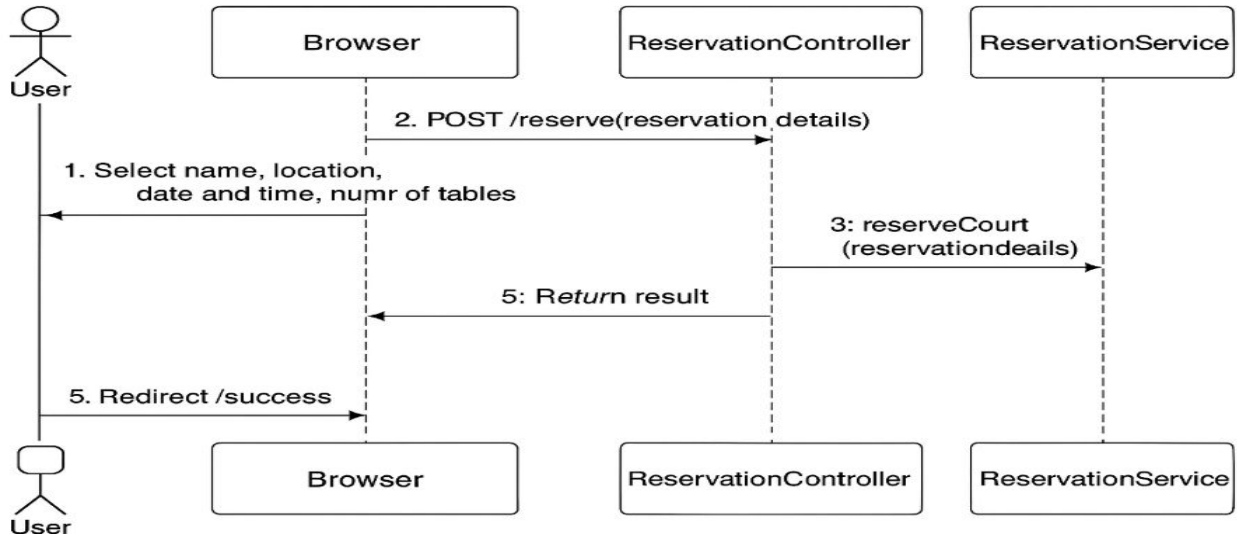 User
Browser
ReservationController
ReservationService
2. POST /reserve(reservation details)
1. Select name, location,
date and time, numr of tables
3: reserveCourt
(reservationdeails)
5: Return result
5. Redirect /success
User
Browser
ReservationController
ReservationService